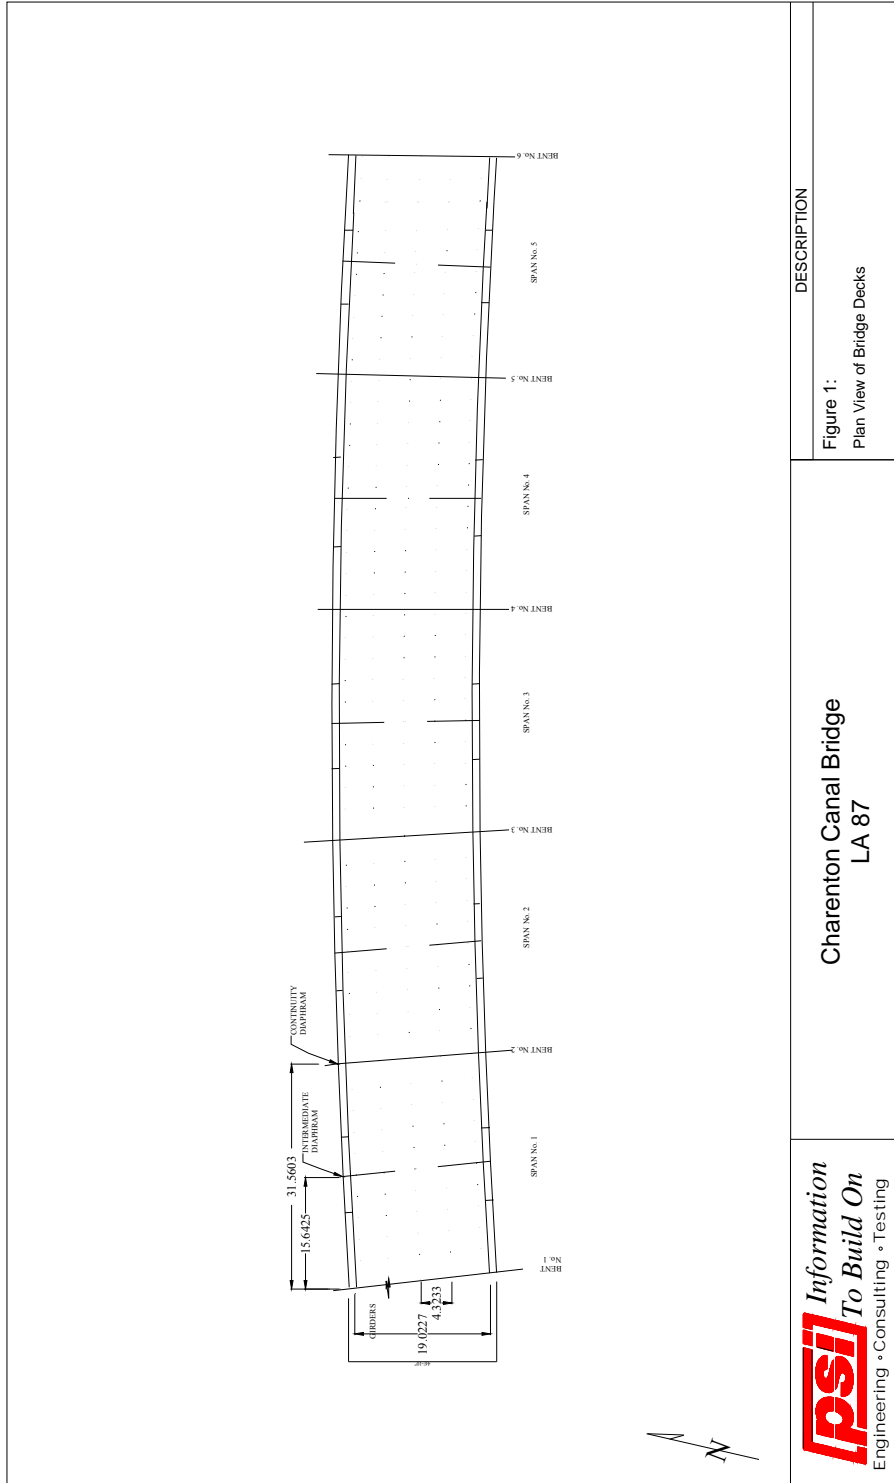 BENT No. 6
SPAN No. 5
BENT No. 5
SPAN No. 4
BENT No. 4
SPAN No. 3
BENT No. 3
SPAN No. 2
CONTINUITY
DIAPHRAM
BENT No. 2
INTERMEDIATE
DIAPHRAM
31.5603
15.6425
SPAN No. 1
BENT
No. 1
GIRDERS
4.3233
19.0227
N
DESCRIPTION
Figure 1:
Plan View of Bridge Decks
Charenton Canal Bridge
LA 87
psi
Information
To Build On
Engineering • Consulting • Testing